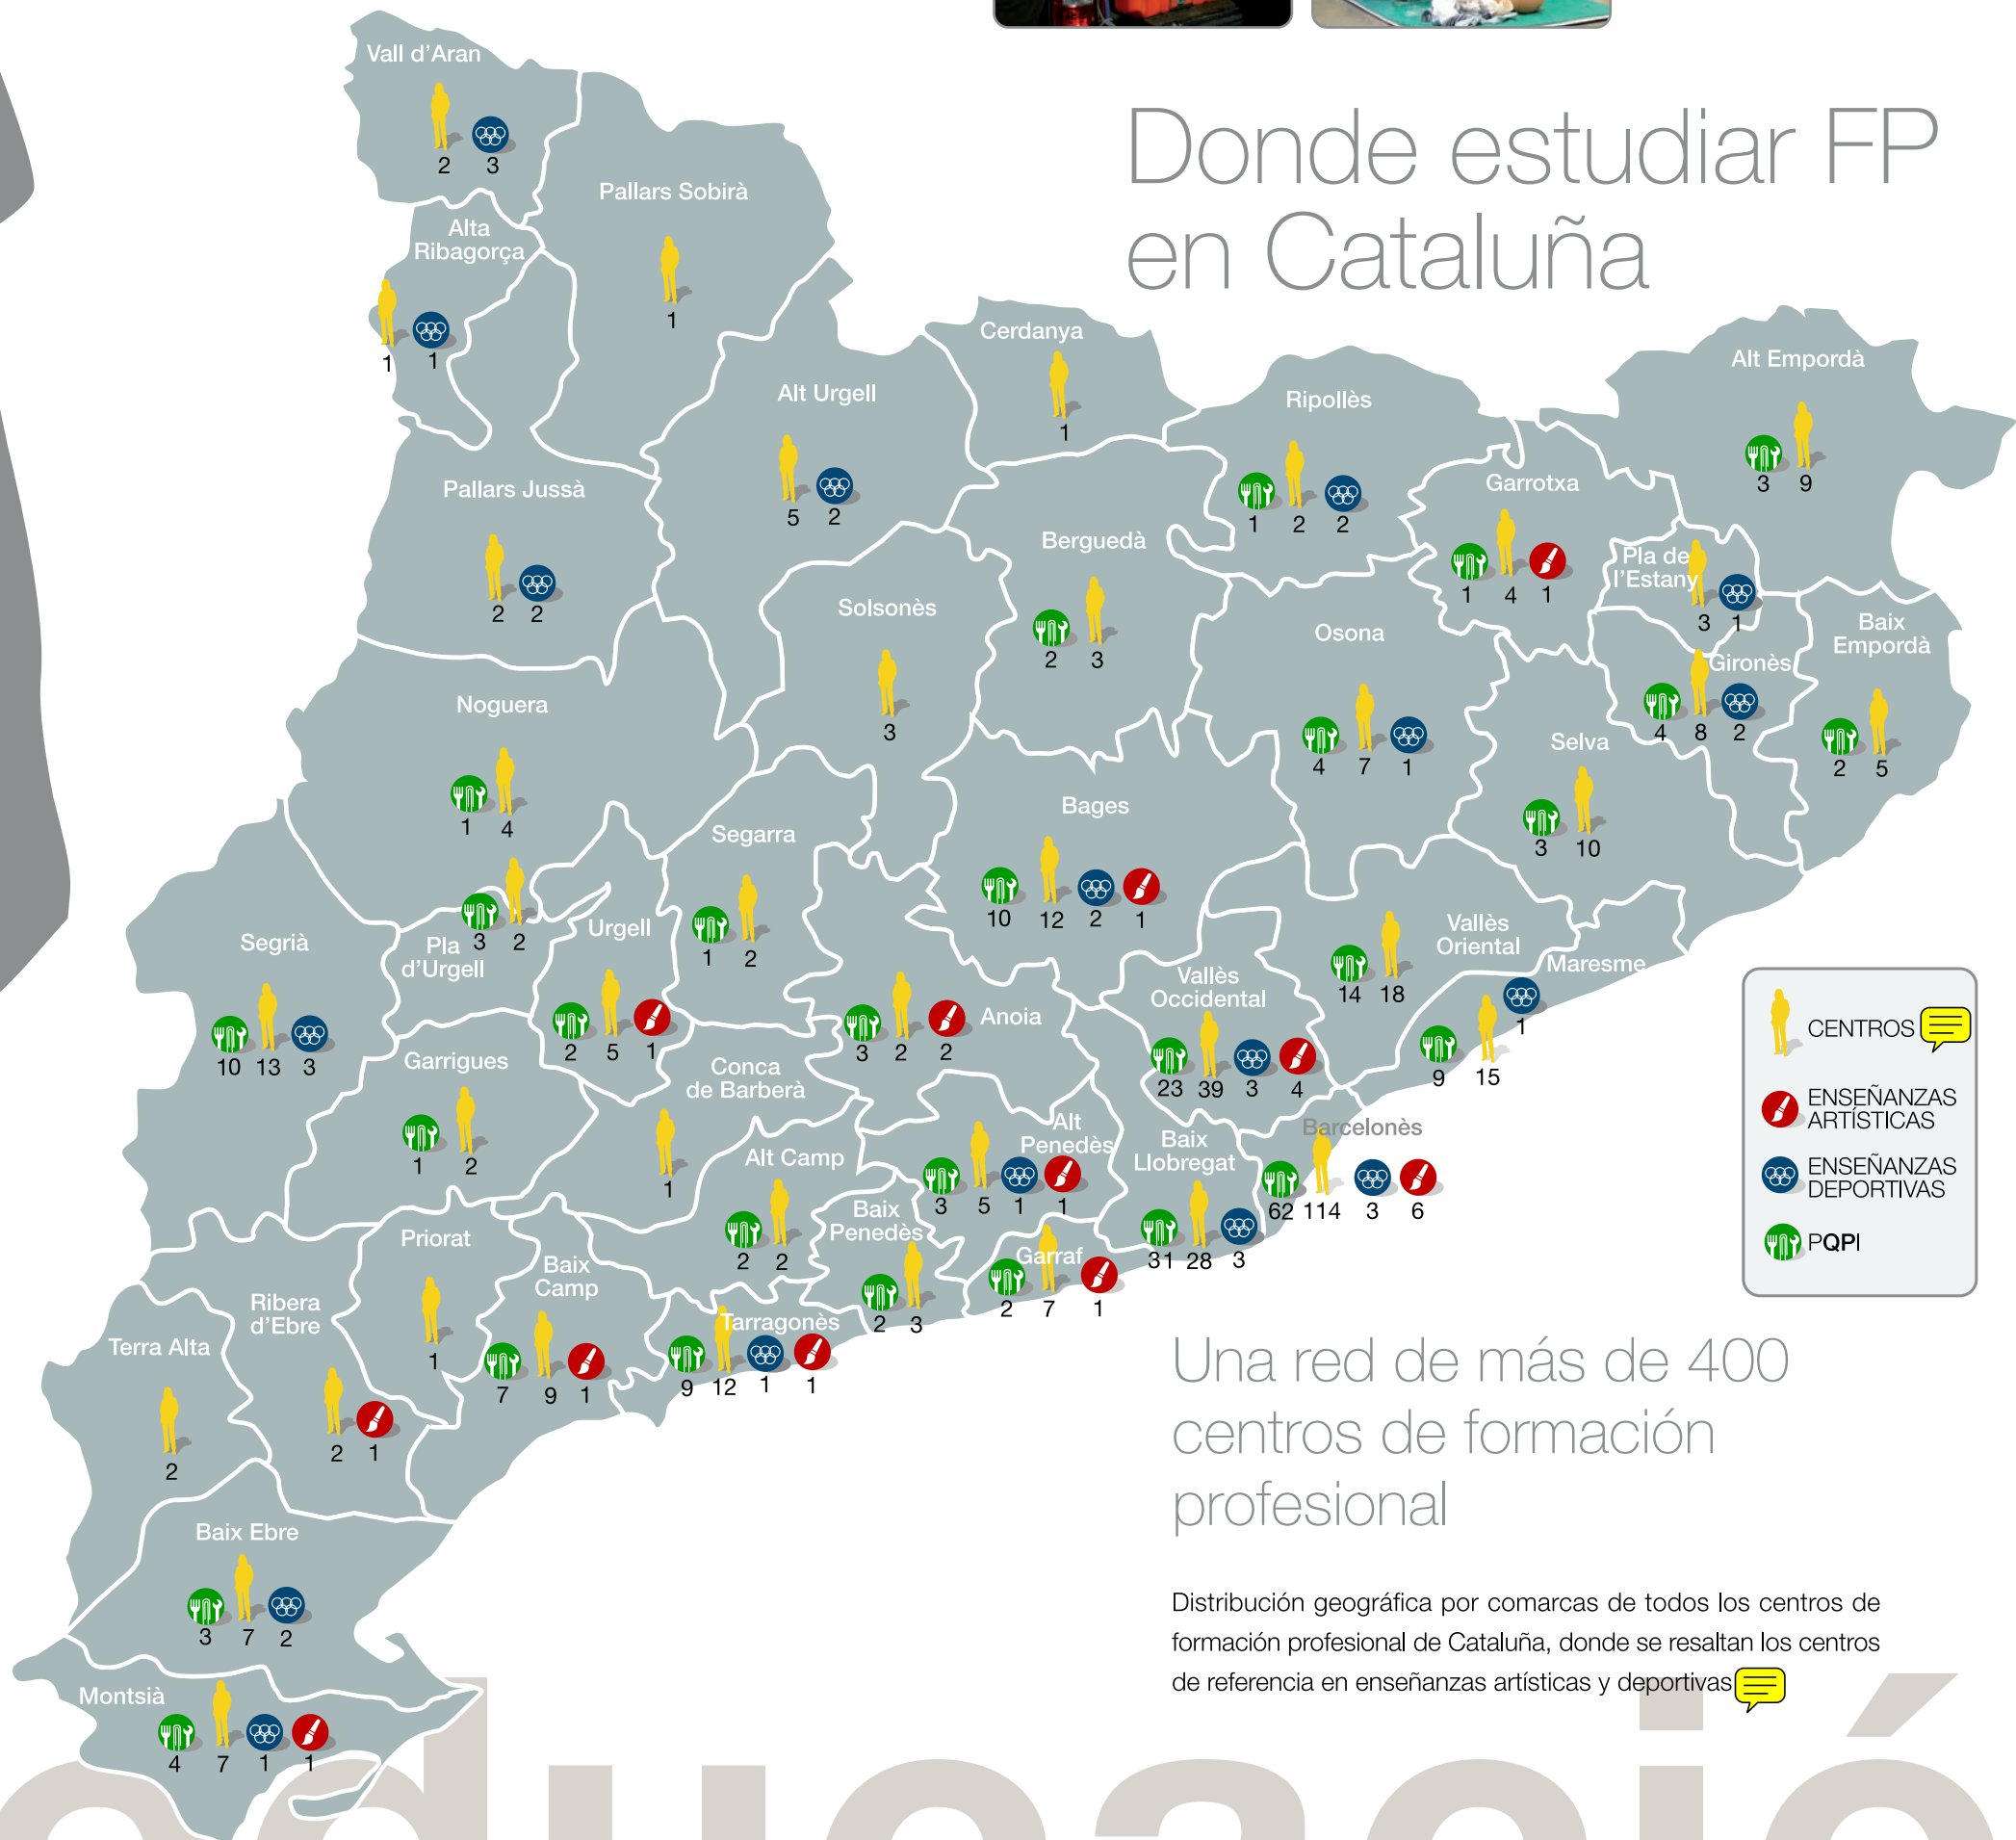 Donde estudiar FP
en Cataluña
Vall d'Aran
2 3
Pallars Sobirà
1
Alta
Ribagorça
1 1
Cerdanya
1
Alt Urgell
5 2
Ripollès
1 2 2
Alt Empordà
3 9
Garrotxa
1 4 1
Pallars Jussà
2 2
Berguedà
2 3
Pla de
l'Estany
3 1
Solsonès
3
Osona
4 7 1
Baix
Empordà
2 5
Gironès
4 8 2
Noguera
1 4
Selva
3 10
Bages
10 12 2 1
Segarra
1 2
Segrià
10 13 3
Pla
d'Urgell
3 2
Urgell
2 5 1
Vallès
Oriental
14 18
Maresme
9 15 1
Vallès
Occidental
23 39 3 4
Anoia
3 2 2
Garrigues
1 2
Conca
de Barberà
1
Alt
Penedès
3 5 1 1
Baix
Llobregat
31 28 3
Barcelonès
62 114 3 6
Alt Camp
2 2
Baix
Penedès
2 3
Garraf
2 7 1
Priorat
1
Baix
Camp
7 9 1
Tarragonès
9 12 1 1
Ribera
d'Ebre
2 1
Terra Alta
2
Baix Ebre
3 7 2
Montsià
4 7 1 1
CENTROS
ENSEÑANZAS
ARTÍSTICAS
ENSEÑANZAS
DEPORTIVAS
PQPI
Una red de más de 400
centros de formación
profesional
Distribución geográfica por comarcas de todos los centros de
formación profesional de Cataluña, donde se resaltan los centros
de referencia en enseñanzas artísticas y deportivas
educació